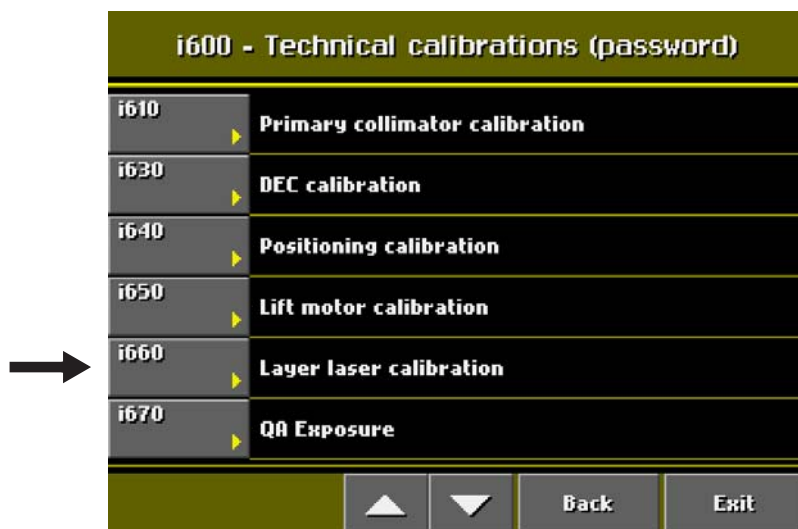 i600 - Technical calibrations (password)
i610 Primary collimator calibration
i630 DEC calibration
i640 Positioning calibration
i650 Lift motor calibration
i660 Layer laser calibration
i670 QA Exposure
Back Exit